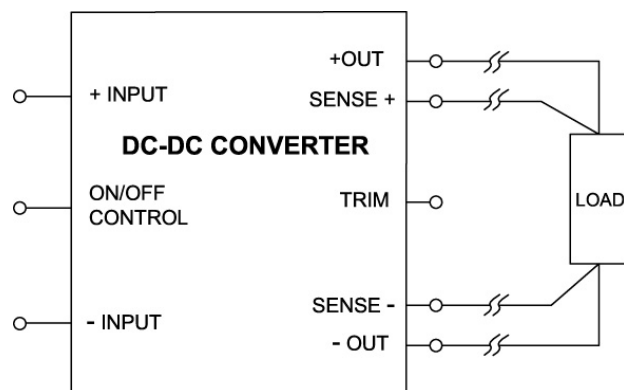 +OUT
+ INPUT
SENSE +
DC-DC CONVERTER
ON/OFF
CONTROL
TRIM
LOAD
SENSE -
- INPUT
- OUT